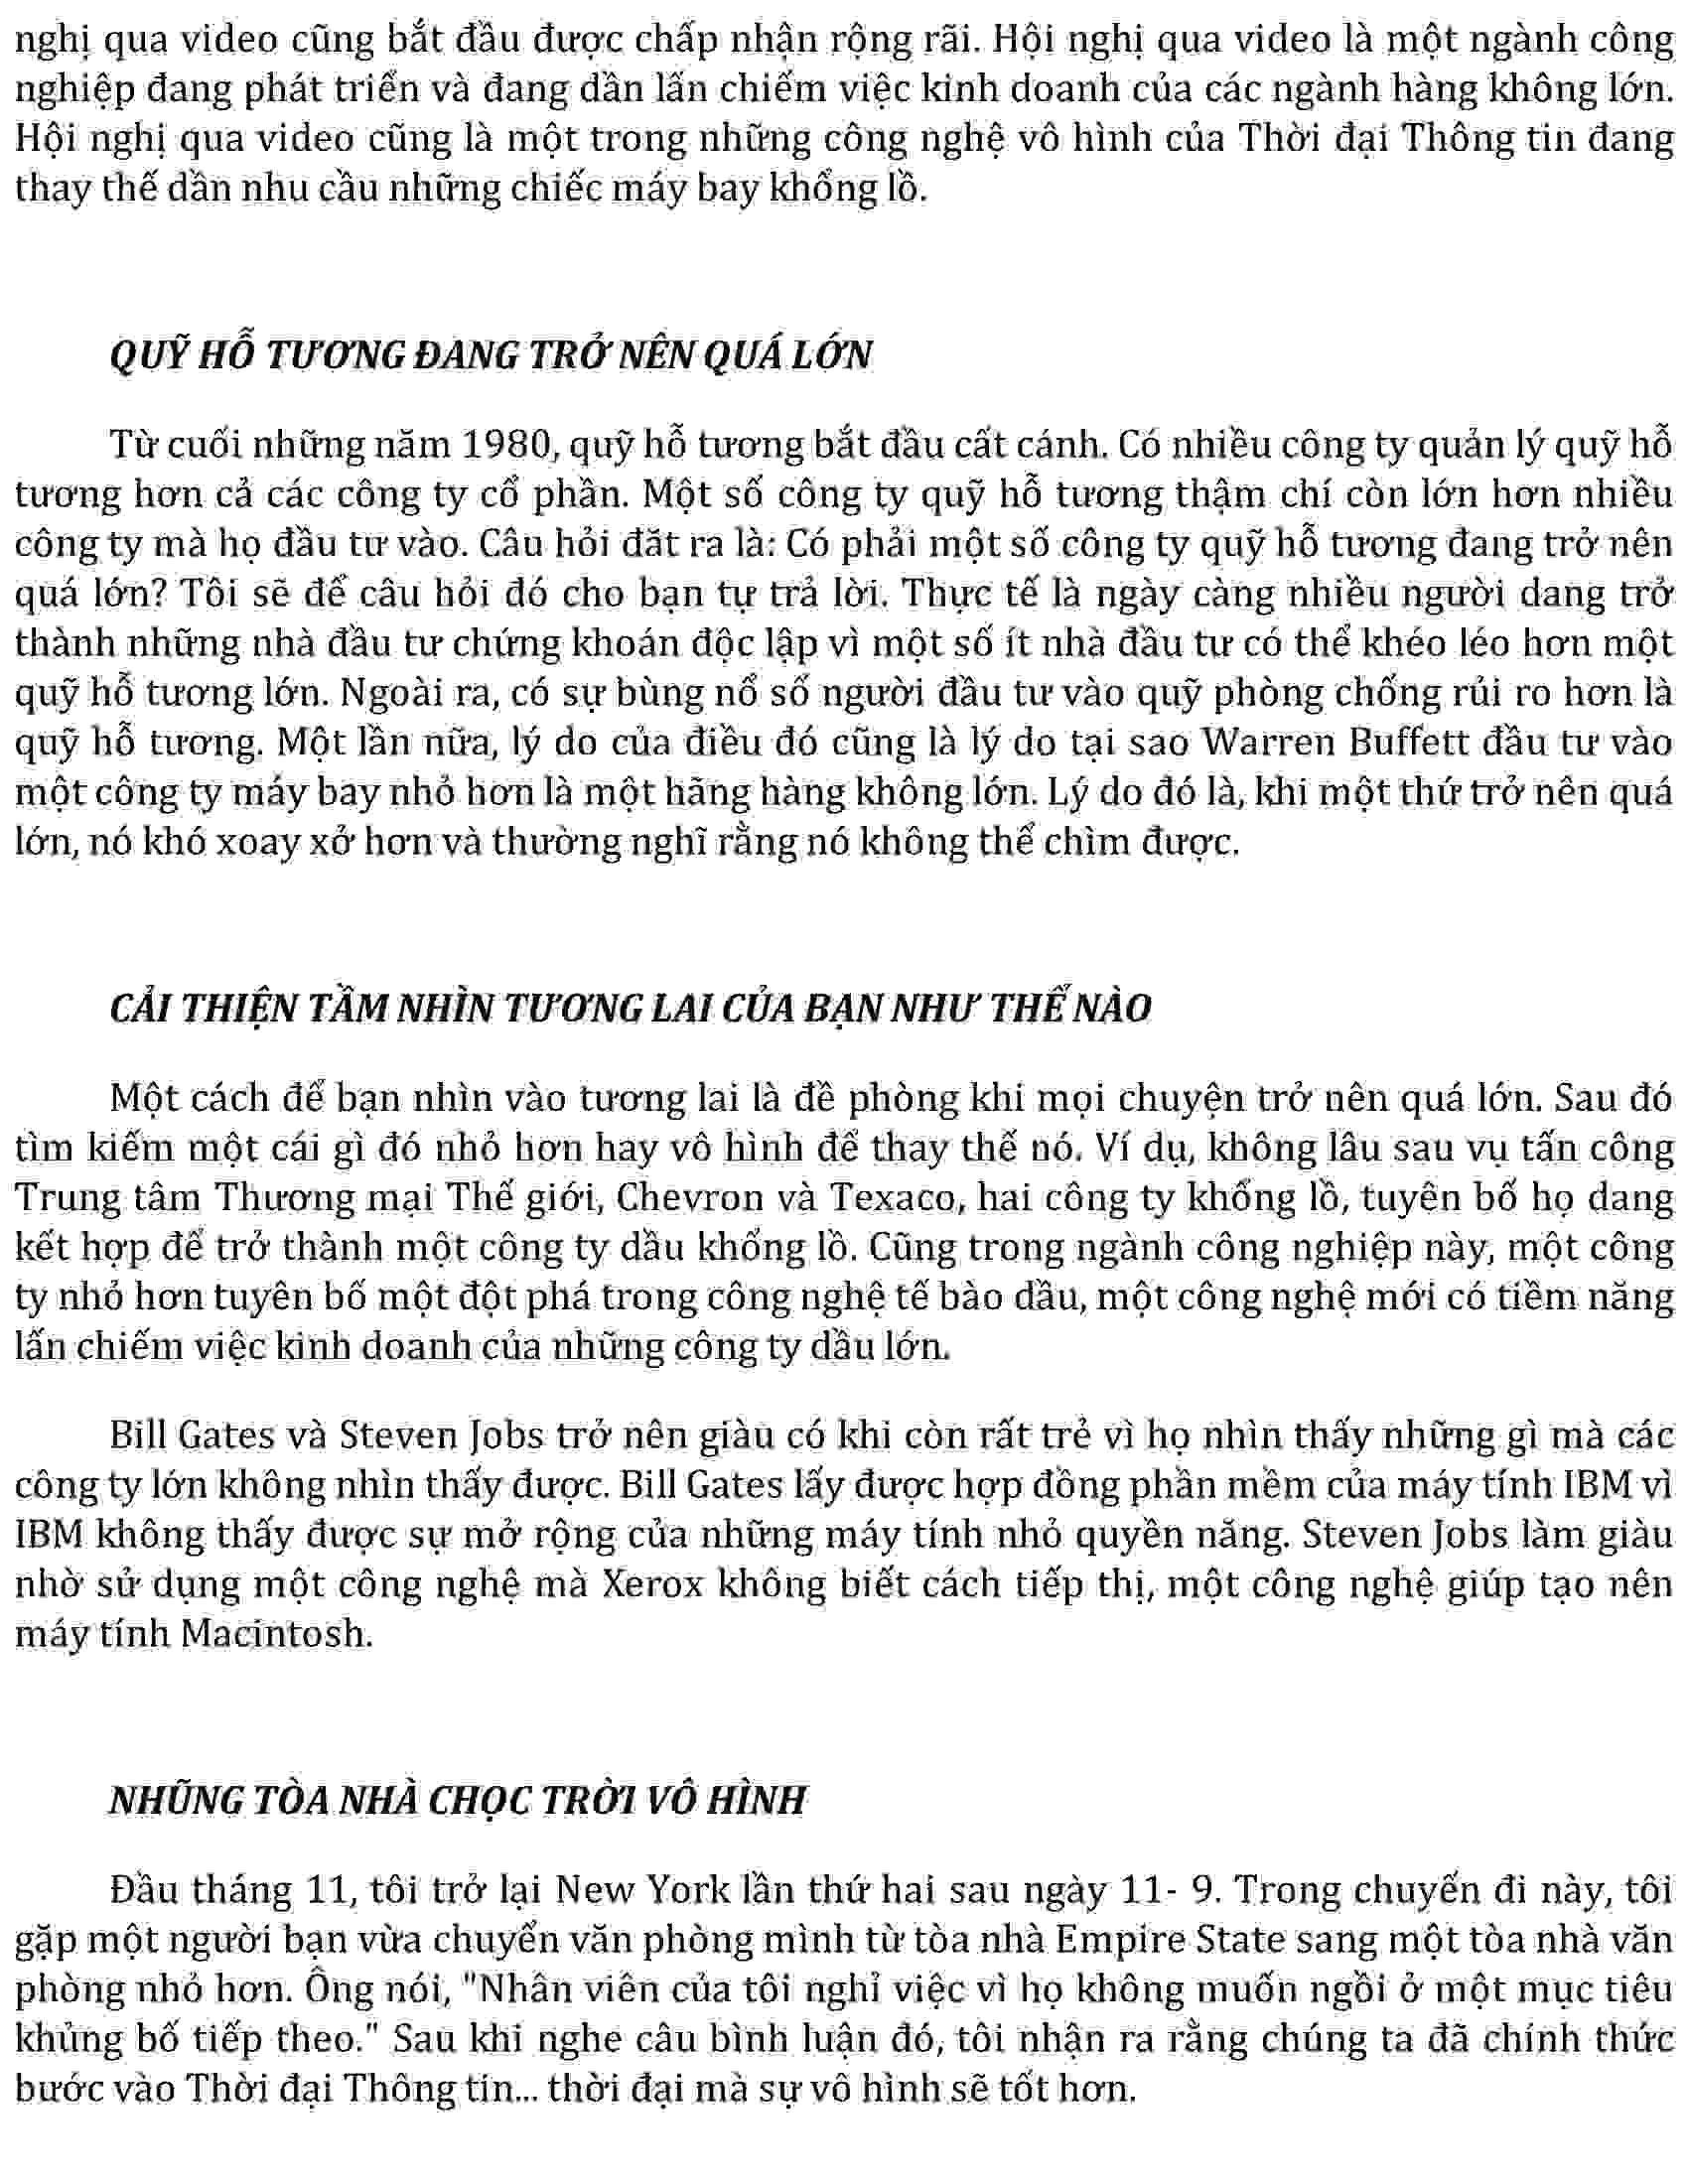 nghị qua video cũng bắt đầu được chấp nhận rộng rãi. Hội nghị qua video là một ngành công
nghiệp đang phát triển và đang dần lấn chiếm việc kinh doanh của các ngành hàng không lớn.
Hội nghị qua video cũng là một trong những công nghệ vô hình của Thời đại Thông tin đang
thay thế dần nhu cầu những chiếc máy bay khổng lồ.
QUỸ HỖ TƯƠNG ĐANG TRỞ NÊN QUÁ LỚN
Từ cuối những năm 1980, quỹ hỗ tương bắt đầu cất cánh. Có nhiều công ty quản lý quỹ hỗ
tương hơn cả các công ty cổ phần. Một số công ty quỹ hỗ tương thậm chí còn lớn hơn nhiều
công ty mà họ đầu tư vào. Câu hỏi đăt ra là: Có phải một số công ty quỹ hỗ tương đang trở nên
quá lớn? Tôi sẽ để câu hỏi đó cho bạn tự trả lời. Thực tế là ngày càng nhiều người dang trở
thành những nhà đầu tư chứng khoán độc lập vì một số ít nhà đầu tư có thể khéo léo hơn một
quỹ hỗ tương lớn. Ngoài ra, có sự bùng nổ số người đầu tư vào quỹ phòng chống rủi ro hơn là
quỹ hỗ tương. Một lần nữa, lý do của điều đó cũng là lý do tại sao Warren Buffett đầu tư vào
một công ty máy bay nhỏ hơn là một hãng hàng không lớn. Lý do đó là, khi một thứ trở nên quá
lớn, nó khó xoay xở hơn và thường nghĩ rằng nó không thể chìm được.
CẢI THIỆN TẦM NHÌN TƯƠNG LAI CỦA BẠN NHƯ THẾ NÀO
Một cách để bạn nhìn vào tương lai là đề phòng khi mọi chuyện trở nên quá lớn. Sau đó
tìm kiếm một cái gì đó nhỏ hơn hay vô hình để thay thế nó. Ví dụ, không lâu sau vụ tấn công
Trung tâm Thương mại Thế giới, Chevron và Texaco, hai công ty khổng lồ, tuyên bố họ dang
kết hợp để trở thành một công ty dầu khổng lồ. Cũng trong ngành công nghiệp này, một công
ty nhỏ hơn tuyên bố một đột phá trong công nghệ tế bào dầu, một công nghệ mới có tiềm năng
lấn chiếm việc kinh doanh của những công ty dầu lớn.
Bill Gates và Steven Jobs trở nên giàu có khi còn rất trẻ vì họ nhìn thấy những gì mà các
công ty lớn không nhìn thấy được. Bill Gates lấy được hợp đồng phần mềm của máy tính IBM vì
IBM không thấy được sự mở rộng của những máy tính nhỏ quyền năng. Steven Jobs làm giàu
nhờ sử dụng một công nghệ mà Xerox không biết cách tiếp thị, một công nghệ giúp tạo nên
máy tính Macintosh.
NHŨNG TÒA NHÀ CHỌC TRỜI VÔ HÌNH
Đầu tháng 11, tôi trở lại New York lần thứ hai sau ngày 11- 9. Trong chuyến đi này, tôi
gặp một người bạn vừa chuyển văn phòng mình từ tòa nhà Empire State sang một tòa nhà văn
phòng nhỏ hơn. Ông nói, "Nhân viên của tôi nghỉ việc vì họ không muốn ngồi ở một mục tiêu
khủng bố tiếp theo." Sau khi nghe câu bình luận đó, tôi nhận ra rằng chúng ta đã chính thức
bước vào Thời đại Thông tin... thời đại mà sự vô hình sẽ tốt hơn.